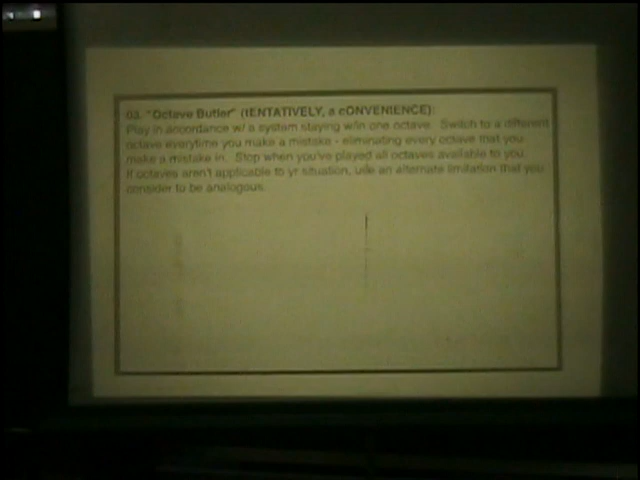 03. "Octave Butler" (tENTATIVELY, a cONVENIENCE):
Play in accordance w/ a system staying w/in one octave. Switch to a different
octave everytime you make a mistake - eliminating every octave that you
make a mistake in. Stop when you've played all octaves available to you.
If octaves aren't applicable to yr situation, use an alternate limitation that you
consider to be analogous.